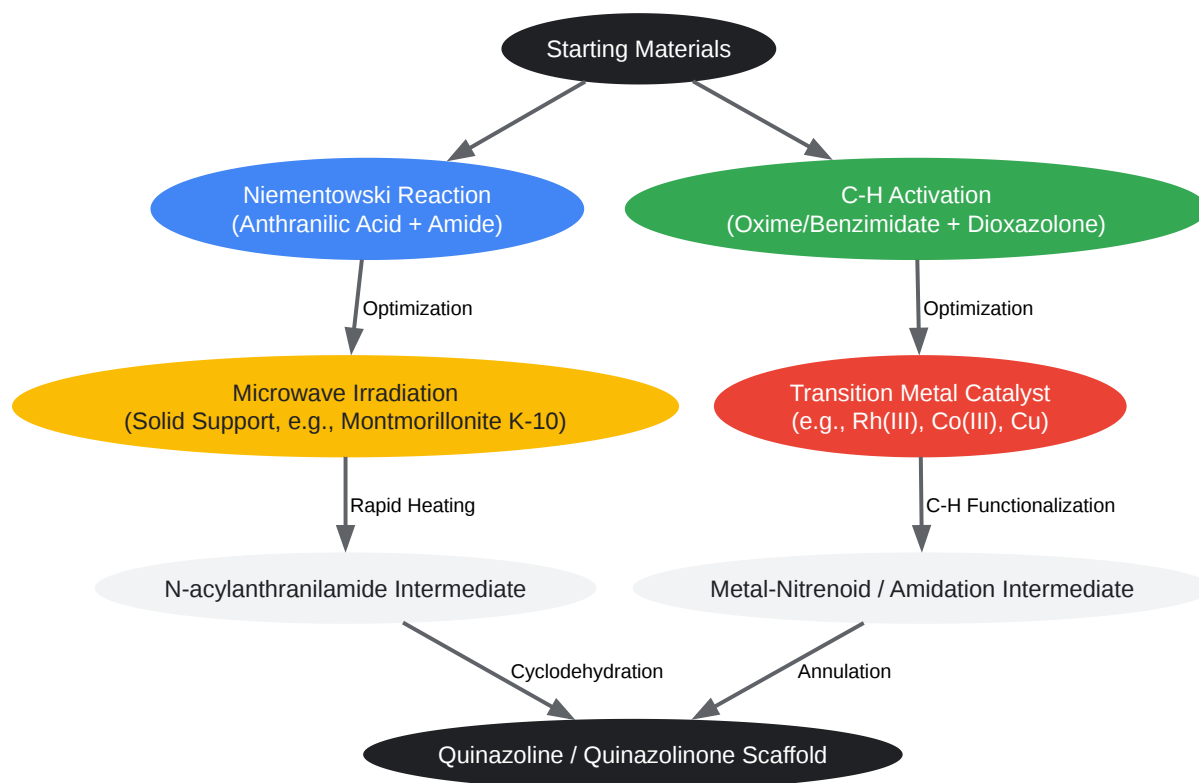 Starting Materials
Niementowski Reaction
(Anthranilic Acid + Amide)
C-H Activation
(Oxime/Benzimidate + Dioxazolone)
Optimization
Optimization
Microwave Irradiation
(Solid Support, e.g., Montmorillonite K-10)
Transition Metal Catalyst
(e.g., Rh(III), Co(III), Cu)
Rapid Heating
C-H Functionalization
N-acylanthranilamide Intermediate
Metal-Nitrenoid / Amidation Intermediate
Cyclodehydration
Annulation
Quinazoline / Quinazolinone Scaffold